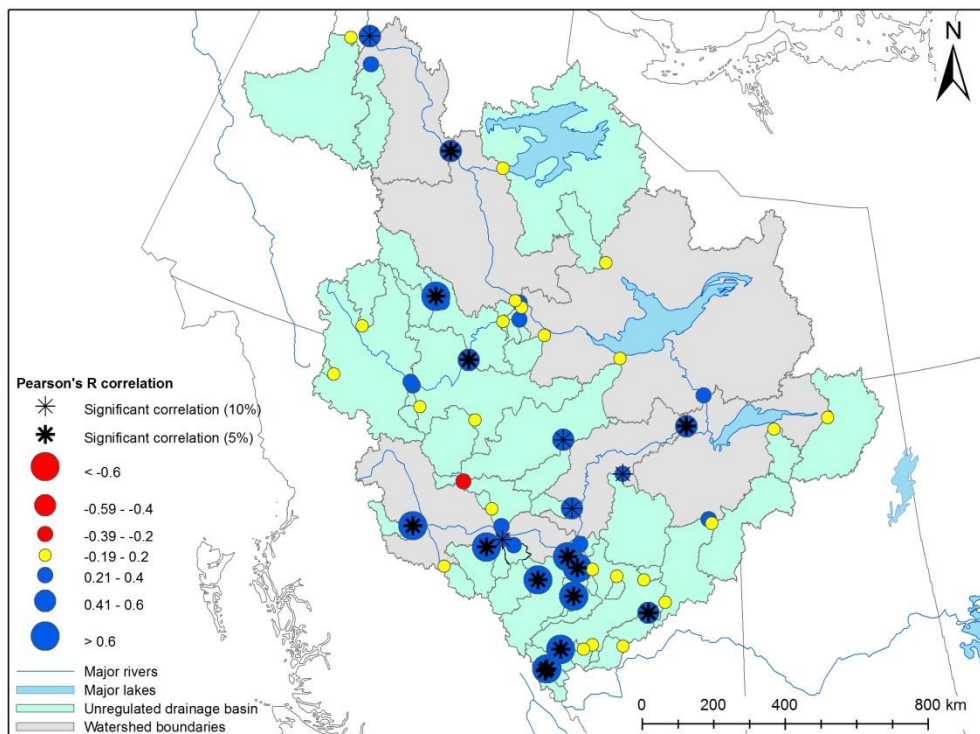 N
Pearson's R correlation
Significant correlation (10%)
Significant correlation (5%)
< -0.6
-0.59 - -0.4
-0.39 - -0.2
-0.19 - 0.2
0.21 - 0.4
0.41 - 0.6
> 0.6
Major rivers
Major lakes
Unregulated drainage basin
Watershed boundaries
0 200 400 600 800 km